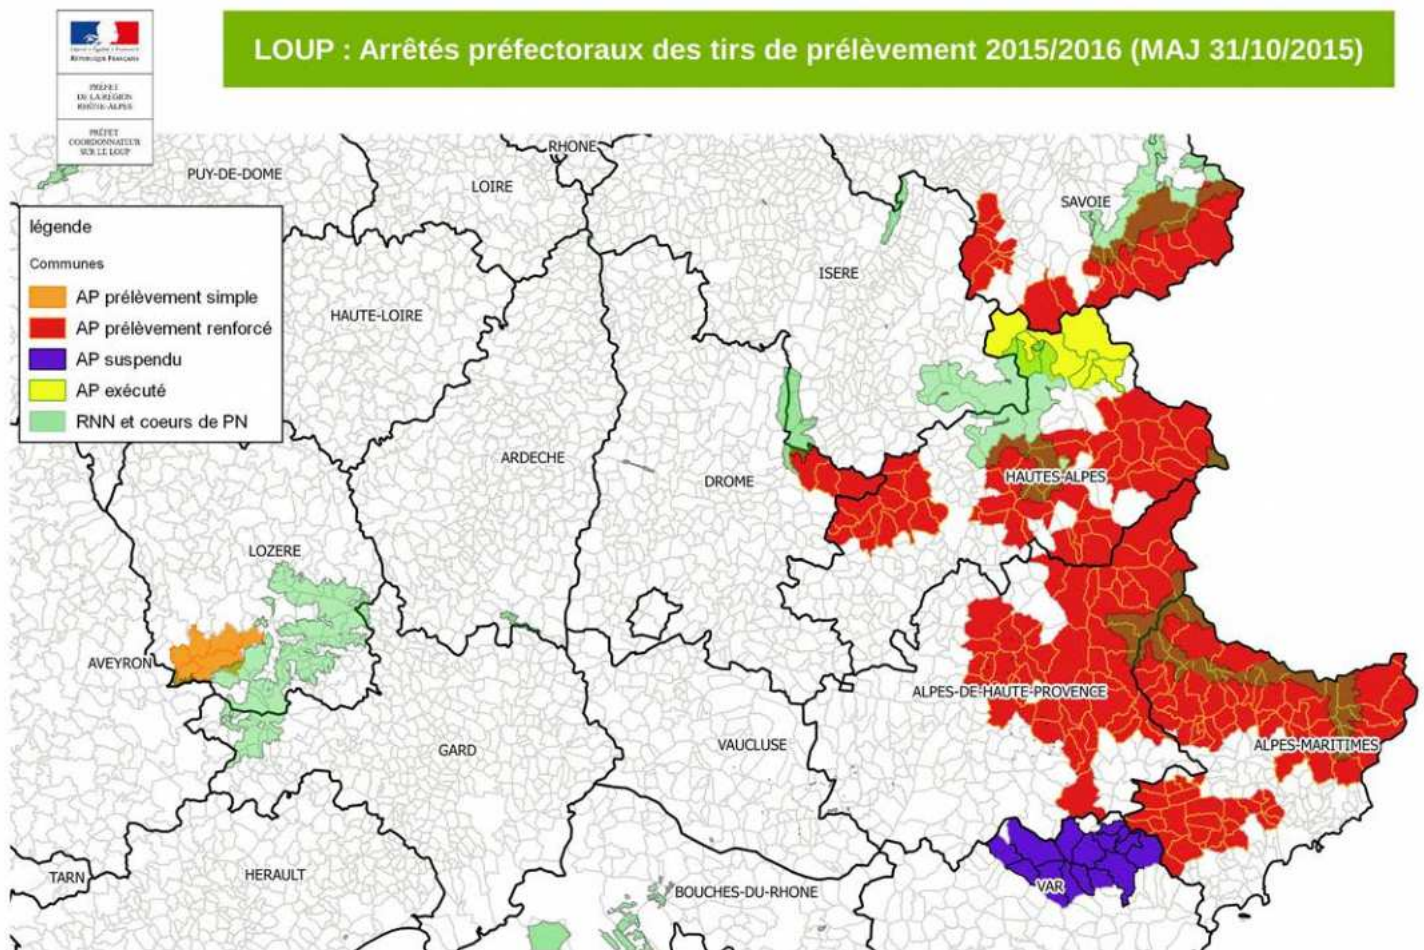 LOUP : Arrêtés préfectoraux des tirs de prélèvement 2015/2016 (MAJ 31/10/2015)
RÉPUBLIQUE FRANÇAISE
PRÉFET
DE LA RÉGION
RHÔNE-ALPES
PRÉFET
COORDONNATEUR
SUR LE LOUP
RHONE
PUY-DE-DOME
LOIRE
SAVOIE
légende
Communes
AP prélèvement simple
AP prélèvement renforcé
AP suspendu
AP exécuté
RNN et coeurs de PN
ISERE
HAUTE-LOIRE
ARDECHE
DROME
HAUTES-ALPES
LOZERE
AVEYRON
ALPES-DE-HAUTE-PROVENCE
GARD
VAUCLUSE
ALPES-MARITIMES
TARN
HERAULT
BOUCHES-DU-RHONE
VAR